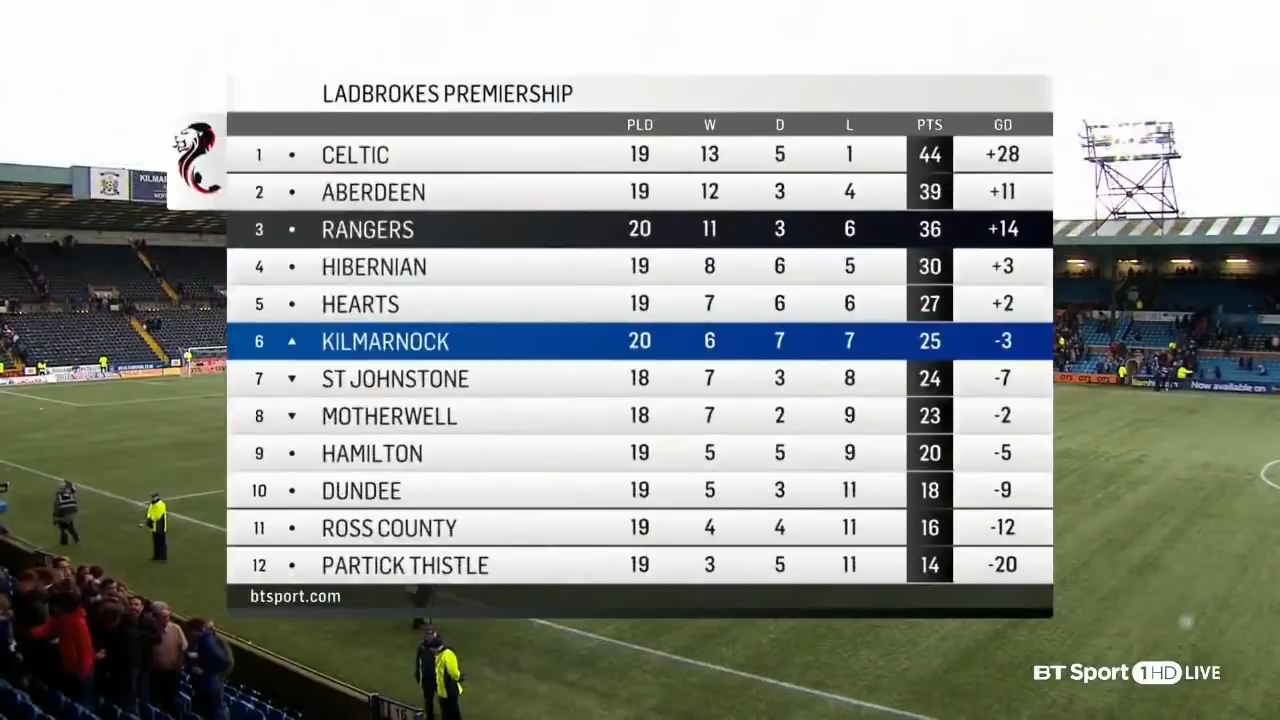 LADBROKES PREMIERSHIP
PLD W D L PTS GD
1 • CELTIC 19 13 5 1 44 +28
2 • ABERDEEN 19 12 3 4 39 +11
3 • RANGERS 20 11 3 6 36 +14
4 • HIBERNIAN 19 8 6 5 30 +3
5 • HEARTS 19 7 6 6 27 +2
6 ▲ KILMARNOCK 20 6 7 7 25 -3
7 ▼ ST JOHNSTONE 18 7 3 8 24 -7
8 ▼ MOTHERWELL 18 7 2 9 23 -2
9 • HAMILTON 19 5 5 9 20 -5
10 • DUNDEE 19 5 3 11 18 -9
11 • ROSS COUNTY 19 4 4 11 16 -12
12 • PARTICK THISTLE 19 3 5 11 14 -20
btsport.com
KILMA
Now available on
BT Sport 1HD LIVE